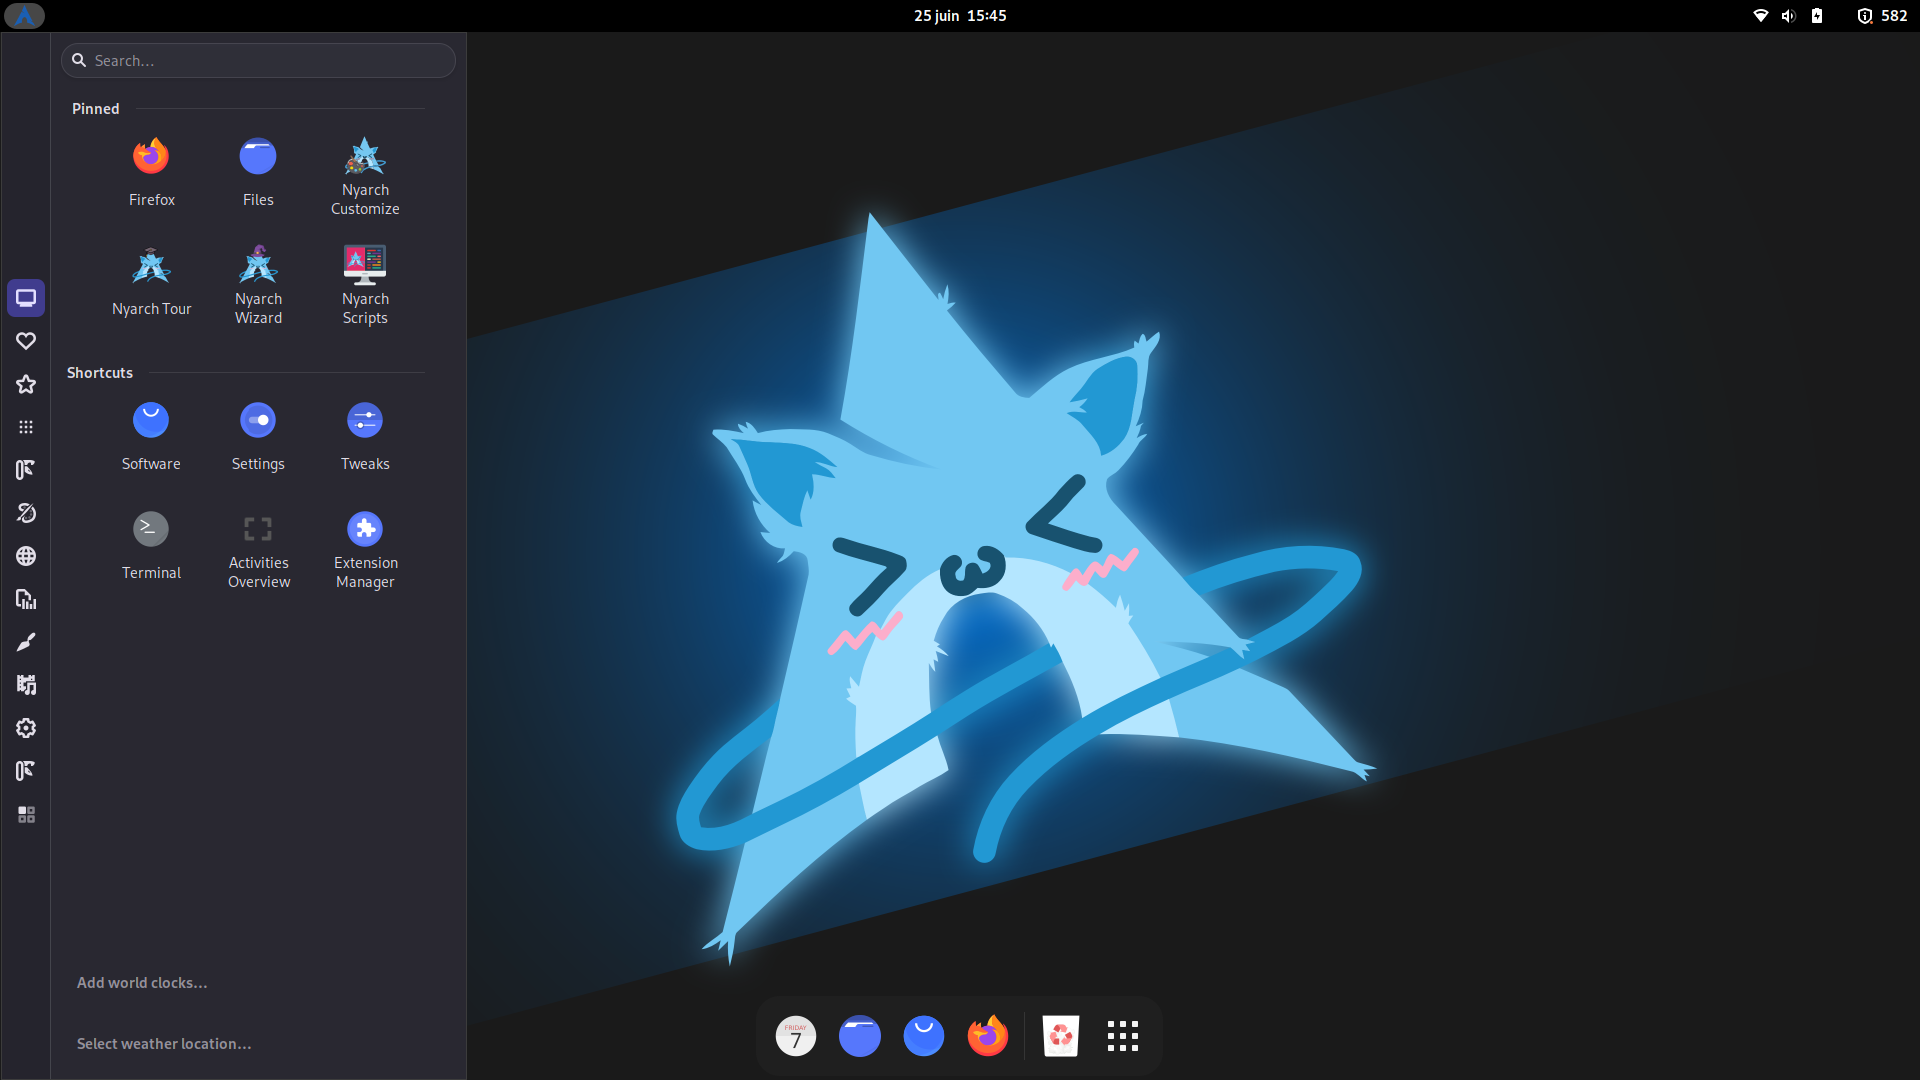 25 juin 15:45
582
Search...
Pinned
Firefox
Files
Nyarch
Customize
Nyarch Tour
Nyarch
Wizard
Nyarch
Scripts
Shortcuts
Software
Settings
Tweaks
Terminal
Activities
Overview
Extension
Manager
Add world clocks...
Select weather location...
FRIDAY
7